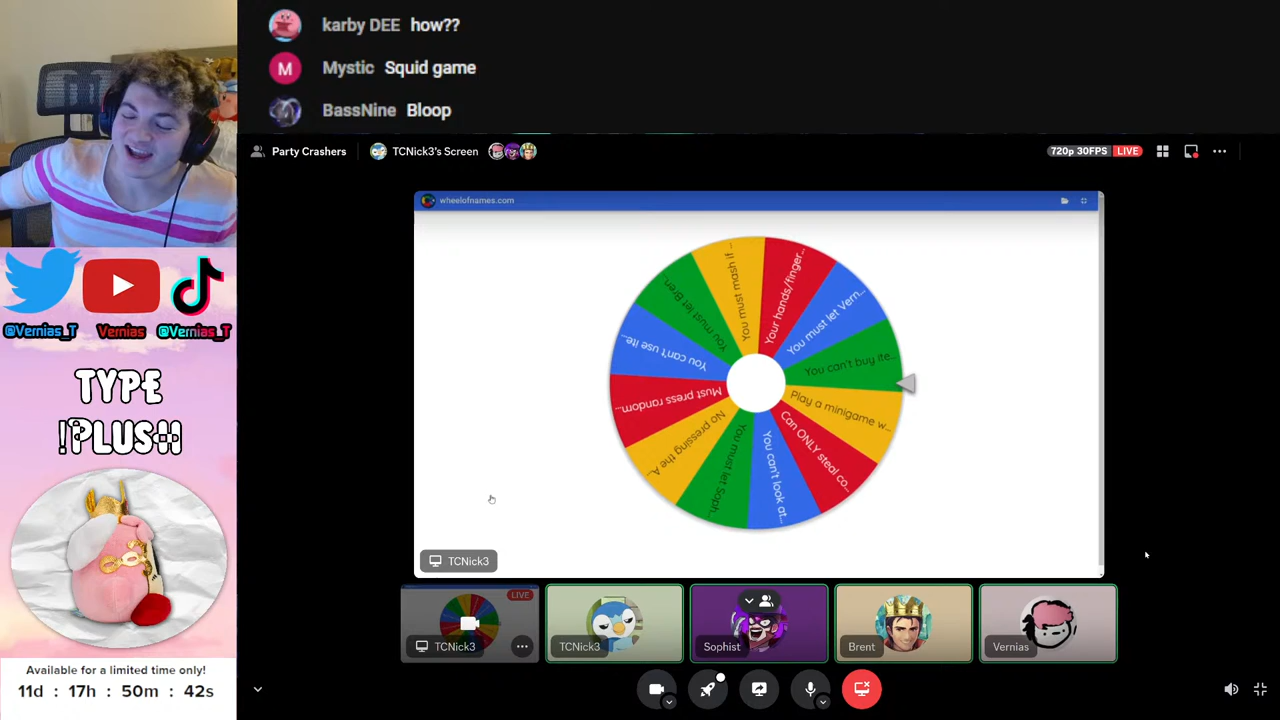 karby DEE how??
Mystic Squid game
M
BassNine Bloop
Party Crashers
TCNick3's Screen
720p 30FPS LIVE
wheelofnames.com
You must mash if ...
Your hands/finger...
You must let Vern...
You can't buy ite...
Play a minigame w...
Can ONLY steal co...
You can't look at...
You must let Soph...
No pressing the A...
Must press random...
You can't use ite...
You must let Bren...
TCNick3
LIVE
TCNick3
TCNick3
Sophist
Brent
Vernias
@Vernias_T
Vernias
@Vernias_T
TYPE
!PLUSH
Available for a limited time only!
11d : 17h : 50m : 42s